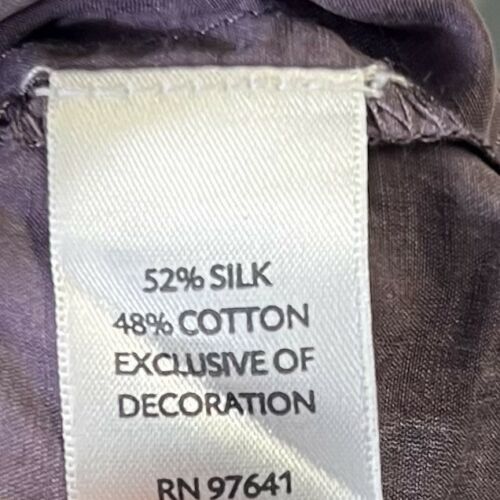 52% SILK
48% COTTON
EXCLUSIVE OF
DECORATION
RN 97641